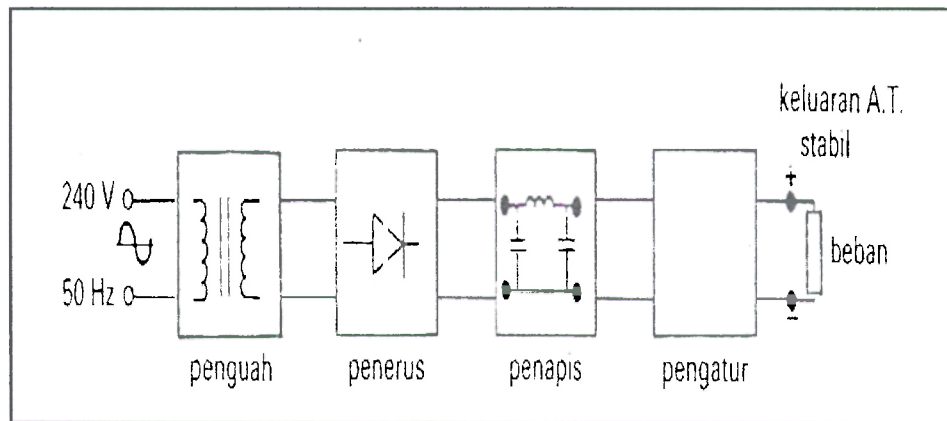 keluaran A.T.
stabil
240 V
+
50 Hz
beban
-
penguah
penerus
penapis
pengatur